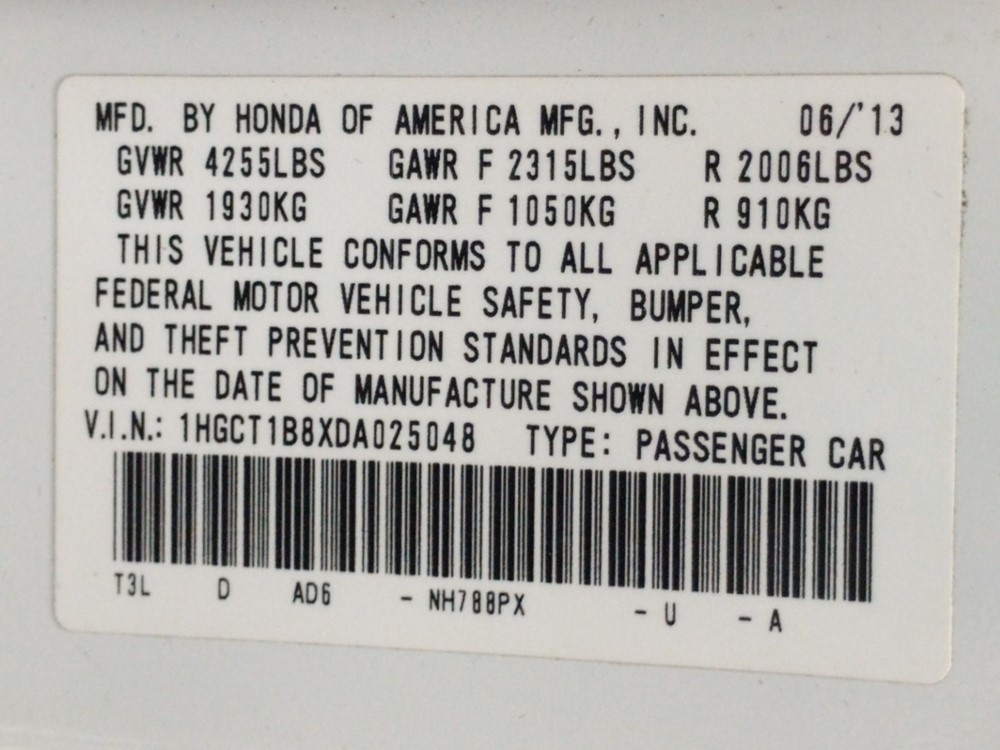 MFD. BY HONDA OF AMERICA MFG., INC. 06/'13
GVWR 4255LBS GAWR F 2315LBS R 2006LBS
GVWR 1930KG GAWR F 1050KG R 910KG
THIS VEHICLE CONFORMS TO ALL APPLICABLE
FEDERAL MOTOR VEHICLE SAFETY, BUMPER,
AND THEFT PREVENTION STANDARDS IN EFFECT
ON THE DATE OF MANUFACTURE SHOWN ABOVE.
V.I.N.: 1HGCT1B8XDA025048 TYPE: PASSENGER CAR
T3L D AD6 - NH788PX - U - A